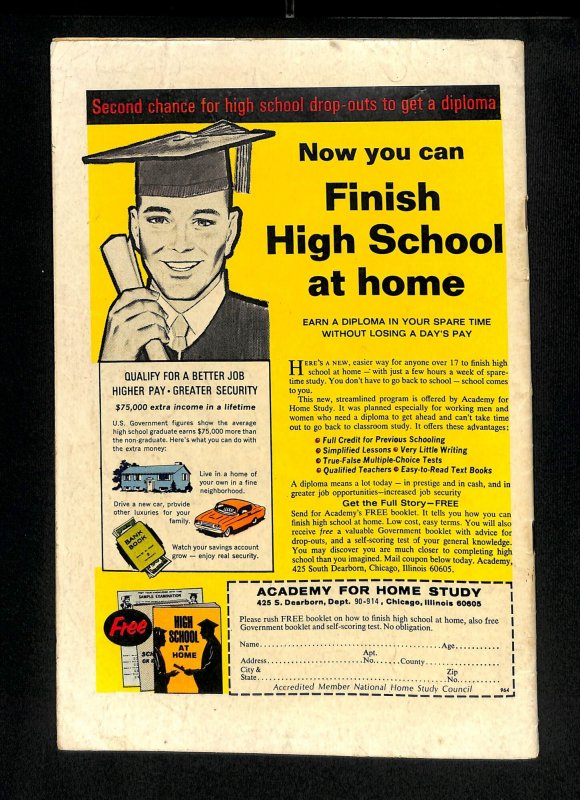 Second chance for high school drop-outs to get a diploma
Now you can
Finish
High School
at home
EARN A DIPLOMA IN YOUR SPARE TIME
WITHOUT LOSING A DAY'S PAY
QUALIFY FOR A BETTER JOB
HIGHER PAY • GREATER SECURITY
$75,000 extra income in a lifetime
U.S. Government figures show the average
high school graduate earns $75,000 more than
the non-graduate. Here's what you can do with
the extra money:
Live in a home of
your own in a fine
neighborhood.
Drive a new car, provide
other luxuries for your
family.
BANK
BOOK
Watch your savings account
grow — enjoy real security.
HERE'S A NEW, easier way for anyone over 17 to finish high
school at home — with just a few hours a week of spare-
time study. You don't have to go back to school — school comes
to you.
This new, streamlined program is offered by Academy for
Home Study. It was planned especially for working men and
women who need a diploma to get ahead and can't take time
out to go back to classroom study. It offers these advantages:
Full Credit for Previous Schooling
Simplified Lessons Very Little Writing
True-False Multiple-Choice Tests
Qualified Teachers Easy-to-Read Text Books
A diploma means a lot today — in prestige and in cash, and in
greater job opportunities—increased job security
Get the Full Story—FREE
Send for Academy's FREE booklet. It tells you how you can
finish high school at home. Low cost, easy terms. You will also
receive free a valuable Government booklet with advice for
drop-outs, and a self-scoring test of your general knowledge.
You may discover you are much closer to completing high
school than you imagined. Mail coupon below today. Academy,
425 South Dearborn, Chicago, Illinois 60605.
SAMPLE EXAMINATION
Free
HIGH
SCHOOL
AT
HOME
ACADEMY FOR HOME STUDY
425 S. Dearborn, Dept. 90-914, Chicago, Illinois 60605
Please rush FREE booklet on how to finish high school at home, also free
Government booklet and self-scoring test. No obligation.
Name Age
Apt.
Address No. County
City & Zip
State No.
Accredited Member National Home Study Council 964